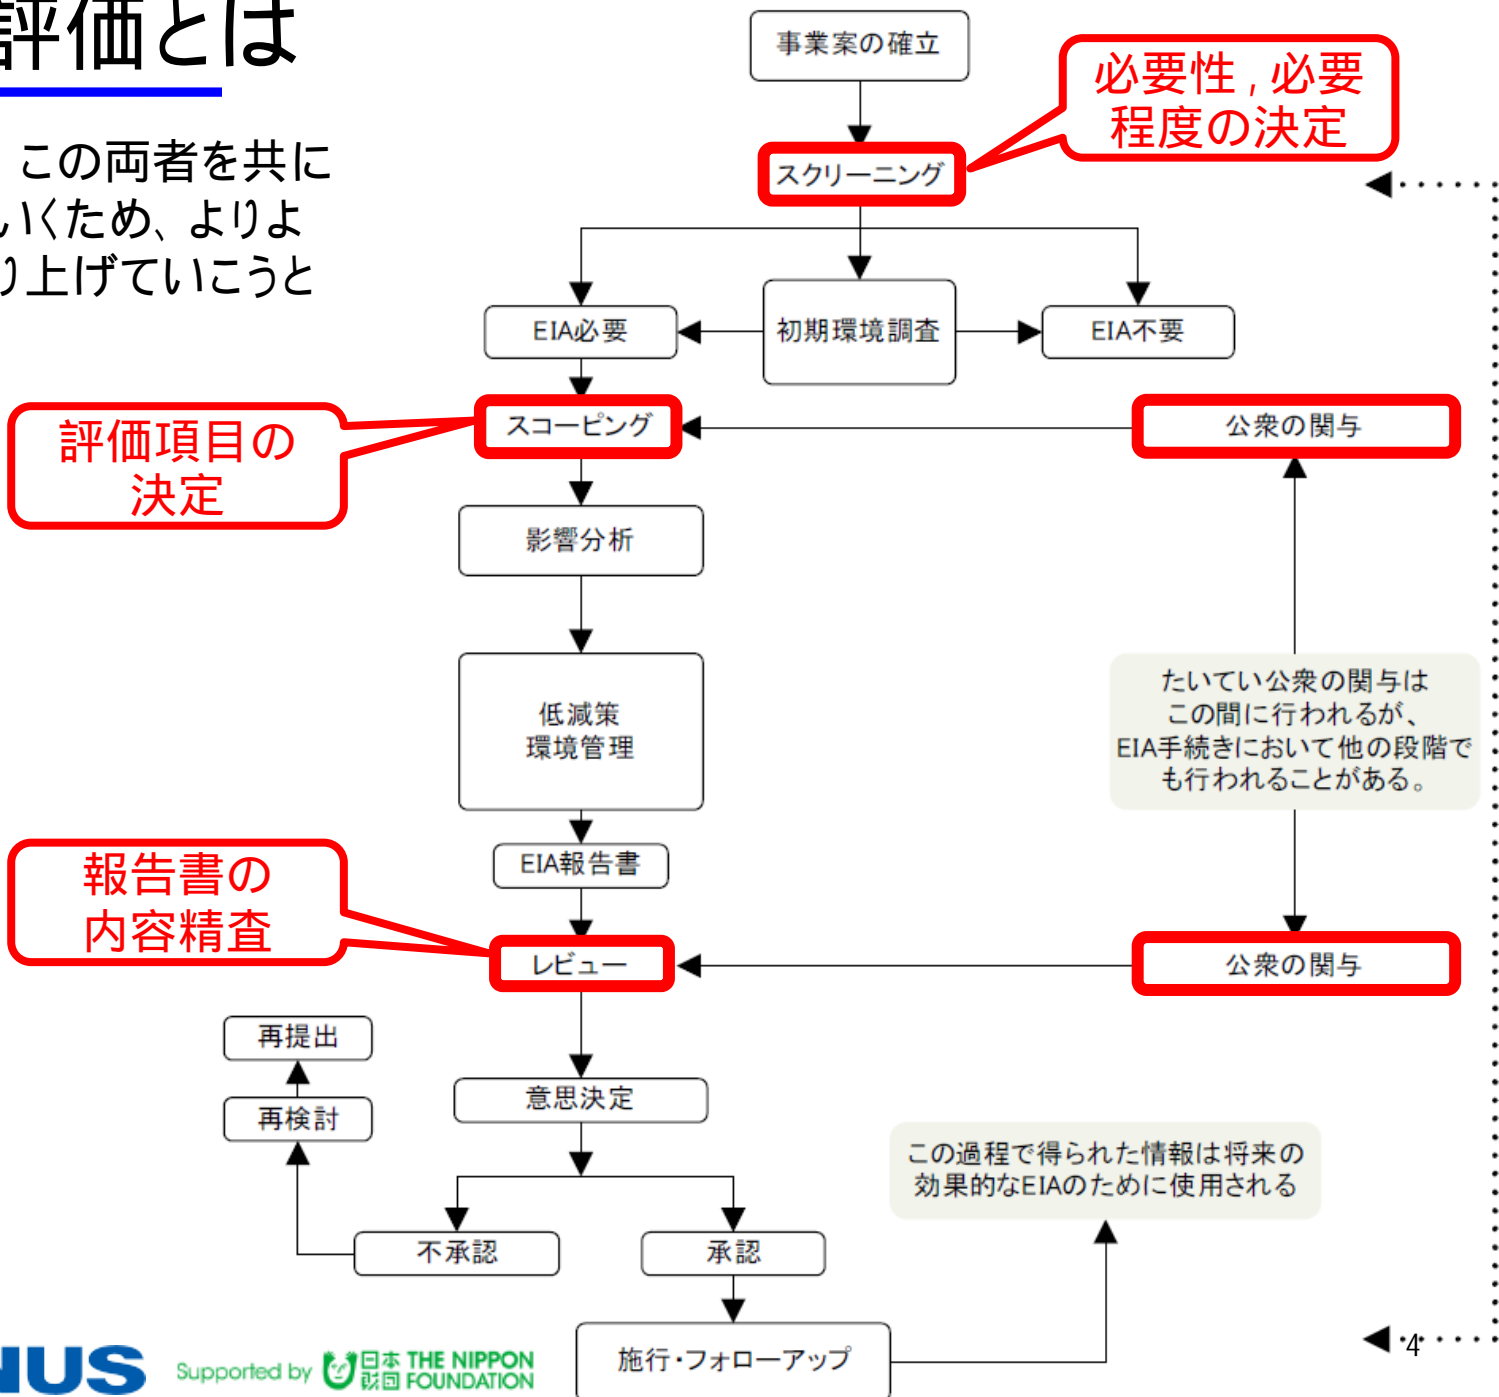 評価とは
この両者を共に
いくため、よりよ
り上げていこうと
事業案の確立
必要性,必要
程度の決定
スクリーニング
EIA必要
初期環境調査
EIA不要
評価項目の
決定
スコーピング
公衆の関与
影響分析
たいてい公衆の関与は
この間に行われるが、
EIA手続きにおいて他の段階で
も行われることがある。
低減策
環境管理
報告書の
内容精査
EIA報告書
レビュー
公衆の関与
再提出
再検討
意思決定
この過程で得られた情報は将来の
効果的なEIAのために使用される
不承認
承認
施行・フォローアップ
4
NUS
Supported by
日本 THE NIPPON
財団 FOUNDATION